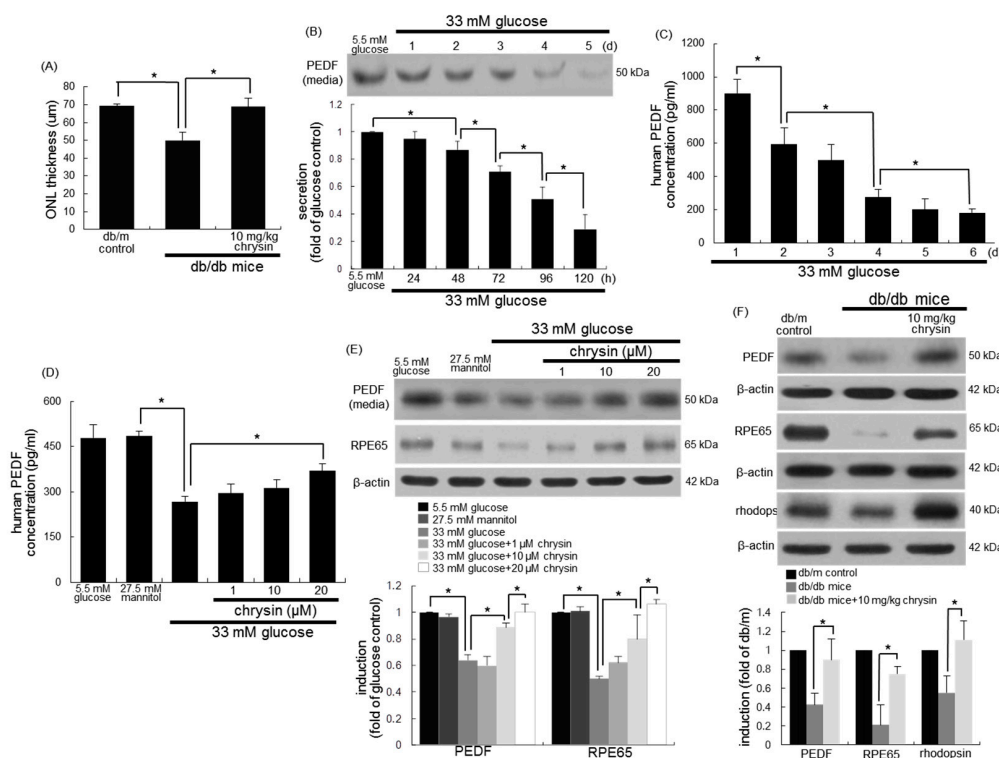 (A)
ONL thickness (um)
80
70
60
50
40
30
20
10
0
*
*
db/m
control
10 mg/kg
chrysin
db/db mice
(B)
33 mM glucose
5.5 mM
glucose
1 2 3 4 5 (d)
PEDF
(media)
50 kDa
secretion
(fold of glucose control)
1.2
1
0.8
0.6
0.4
0.2
0
*
*
*
*
5.5 mM
glucose
24 48 72 96 120 (h)
33 mM glucose
(C)
human PEDF
concentration (pg/ml)
1200
1000
800
600
400
200
0
*
*
*
1 2 3 4 5 6 (d
33 mM glucose
(D)
human PEDF
concentration (pg/ml)
600
450
300
150
0
*
*
5.5 mM
glucose
27.5 mM
mannitol
1 10 20
chrysin (µM)
33 mM glucose
(E)
33 mM glucose
5.5 mM
glucose
27.5 mM
mannitol
chrysin (µM)
1 10 20
PEDF
(media)
50 kDa
RPE65
65 kDa
β-actin
42 kDa
5.5 mM glucose
27.5 mM mannitol
33 mM glucose
33 mM glucose+1 µM chrysin
33 mM glucose+10 µM chrysin
33 mM glucose+20 µM chrysin
induction
(fold of glucose control)
1.2
1
0.8
0.6
0.4
0.2
0
*
*
*
*
*
*
PEDF RPE65
(F)
db/db mice
db/m
control
10 mg/kg
chrysin
PEDF
50 kDa
β-actin
42 kDa
RPE65
65 kDa
β-actin
42 kDa
rhodops
40 kDa
β-actin
42 kDa
db/m control
db/db mice
db/db mice+10 mg/kg chrysin
induction (fold of db/m)
1.4
1.2
1
0.8
0.6
0.4
0.2
0
*
*
*
PEDF RPE65 rhodopsin